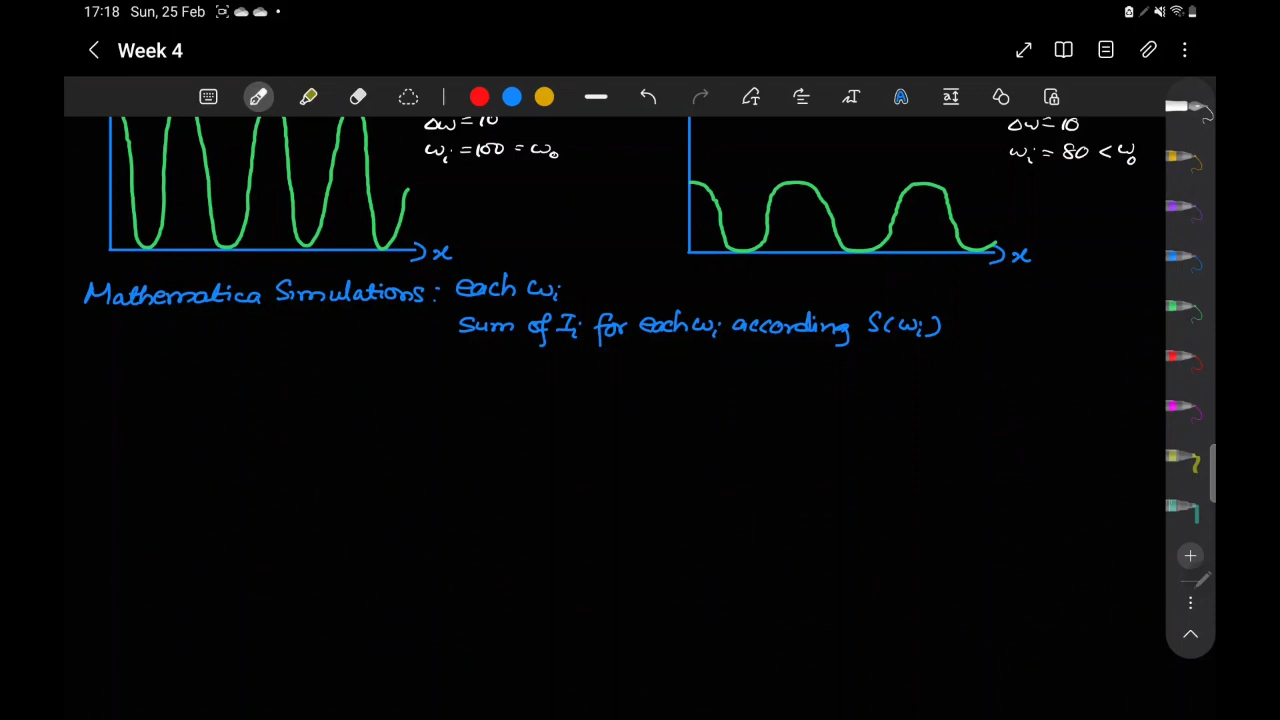 17:18 Sun, 25 Feb
Week 4
Δω = 10
ωᵢ = 100 = ω₀
Δω = 10
ωᵢ = 80 < ω₀
x
x
Mathematica Simulations: each ωᵢ
sum of Iᵢ for each ωᵢ according S(ωᵢ)